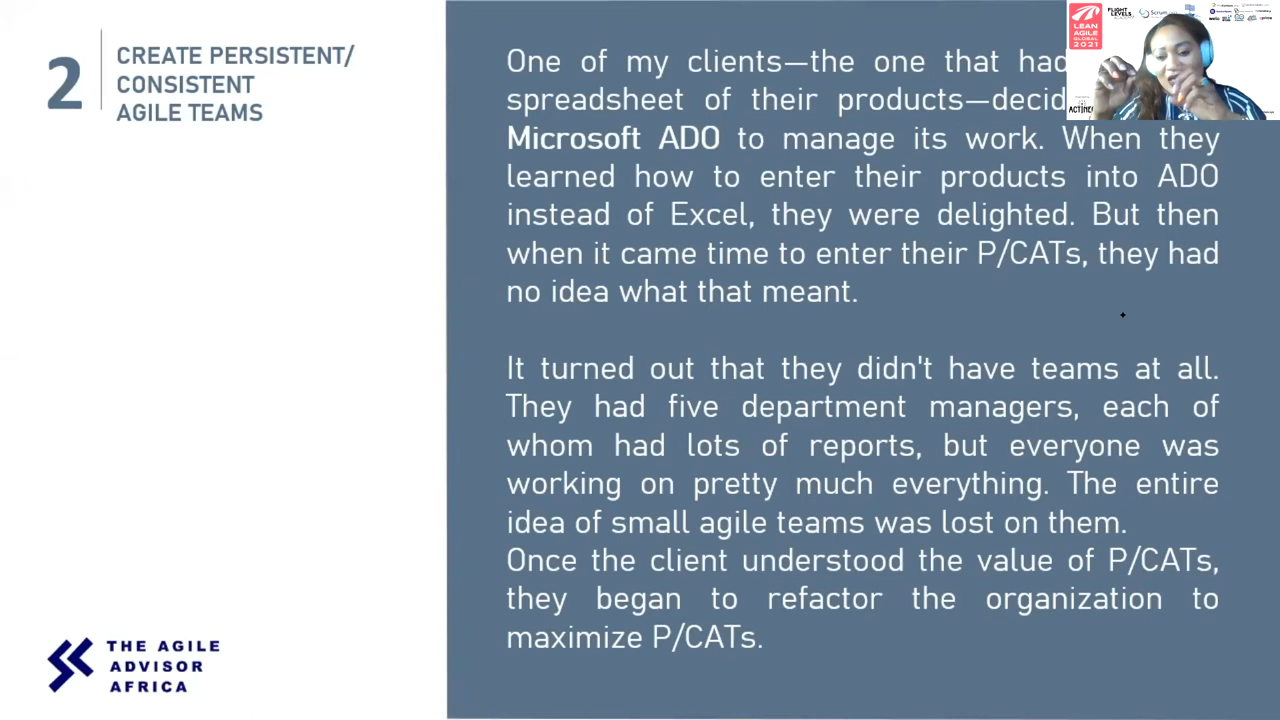 2
CREATE PERSISTENT/
CONSISTENT
AGILE TEAMS
One of my clients—the one that had
spreadsheet of their products—decid
Microsoft ADO to manage its work. When they
learned how to enter their products into ADO
instead of Excel, they were delighted. But then
when it came time to enter their P/CATs, they had
no idea what that meant.
It turned out that they didn't have teams at all.
They had five department managers, each of
whom had lots of reports, but everyone was
working on pretty much everything. The entire
idea of small agile teams was lost on them.
Once the client understood the value of P/CATs,
they began to refactor the organization to
maximize P/CATs.
THE AGILE
ADVISOR
AFRICA
LEAN
AGILE
GLOBAL
2021
FLIGHT
LEVELS
Scrum